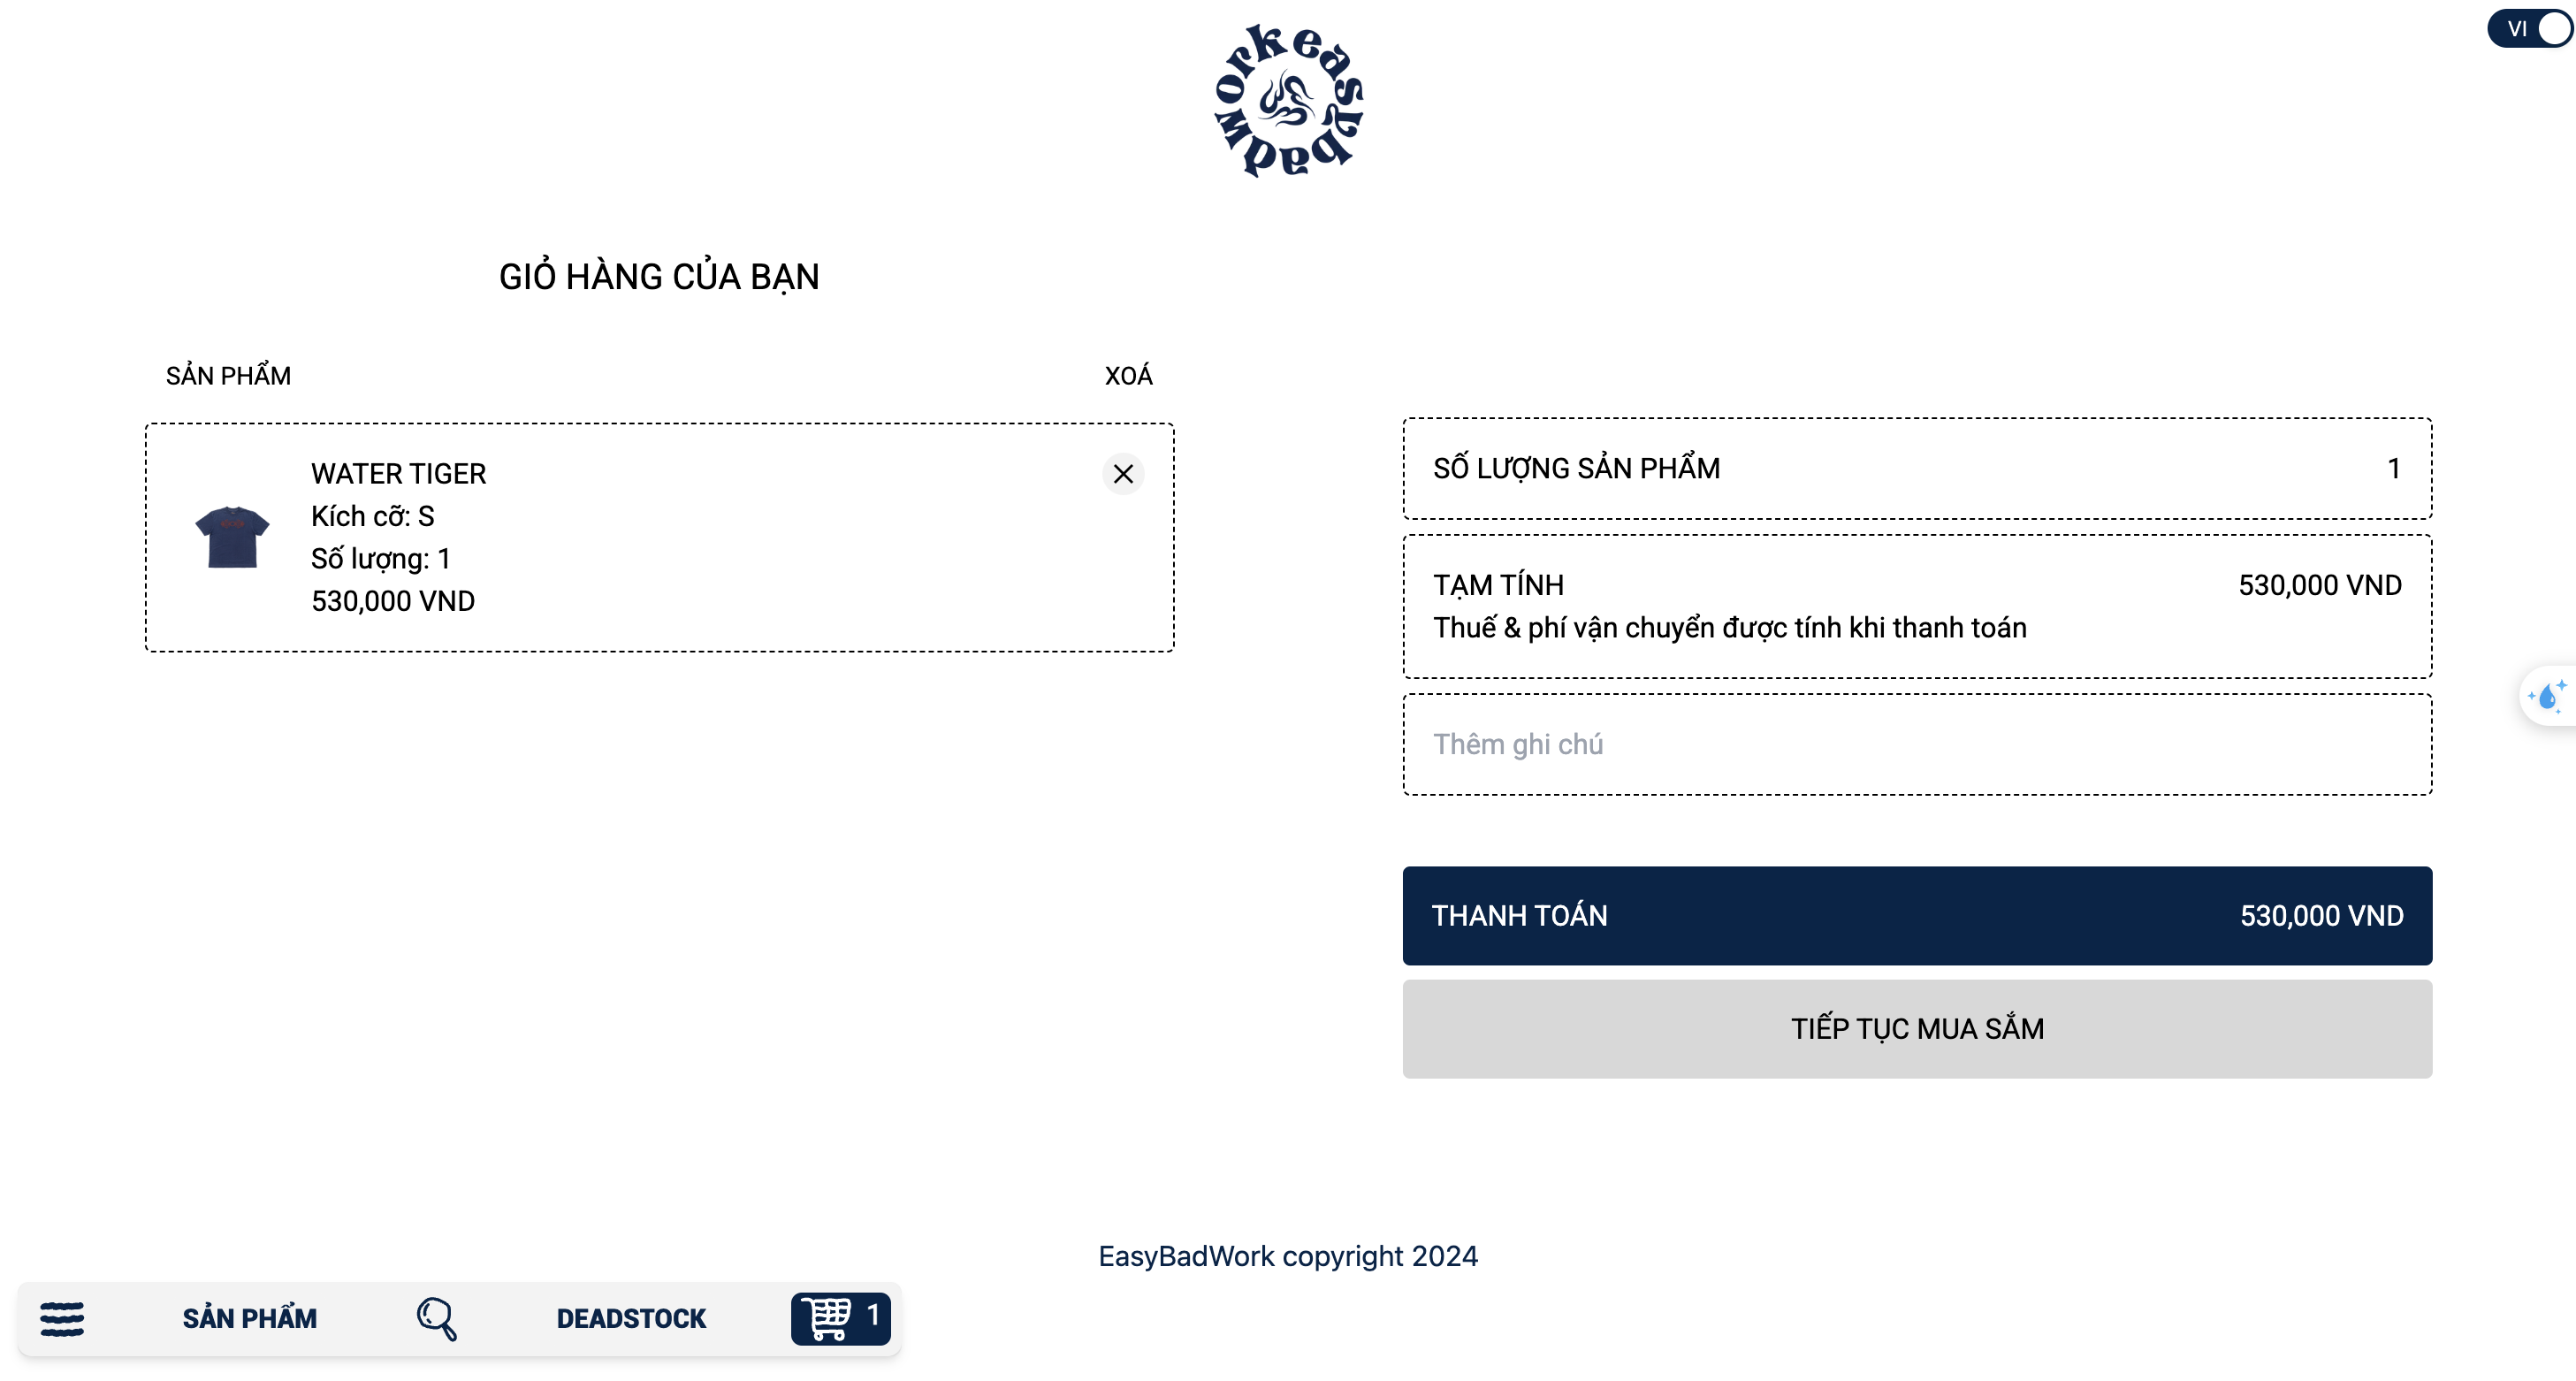 easybadwork
VI
GIỎ HÀNG CỦA BẠN
SẢN PHẨM
XOÁ
WATER TIGER
Kích cỡ: S
Số lượng: 1
530,000 VND
SỐ LƯỢNG SẢN PHẨM
1
TẠM TÍNH
530,000 VND
Thuế & phí vận chuyển được tính khi thanh toán
Thêm ghi chú
THANH TOÁN
530,000 VND
TIẾP TỤC MUA SẮM
EasyBadWork copyright 2024
SẢN PHẨM
DEADSTOCK
1